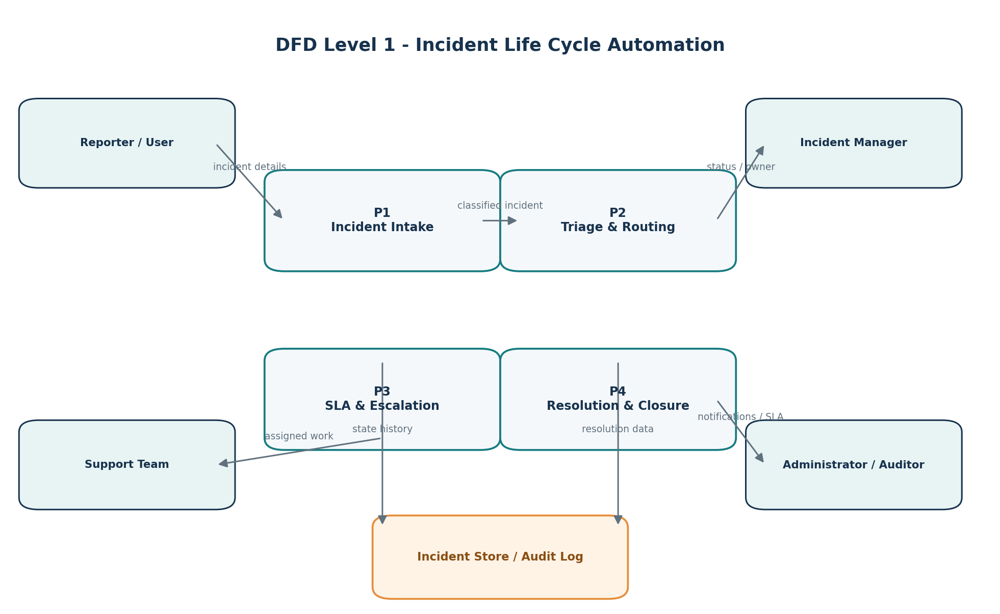 DFD Level 1 - Incident Life Cycle Automation
Reporter / User
Incident Manager
incident details
status / owner
classified incident
P1
Incident Intake
P2
Triage & Routing
P3
SLA & Escalation
P4
Resolution & Closure
state history
resolution data
notifications / SLA
assigned work
Support Team
Administrator / Auditor
Incident Store / Audit Log